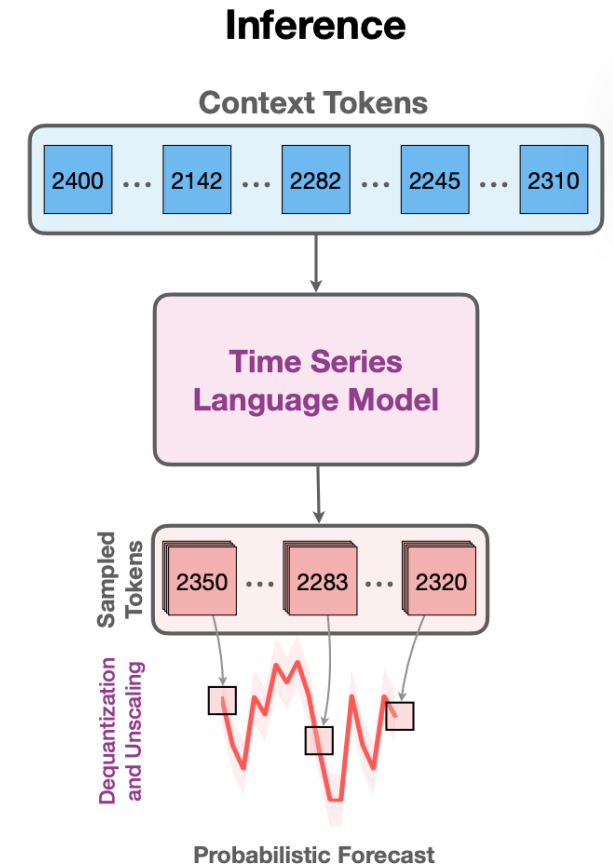 Inference
Context Tokens
2400 ... 2142 ... 2282 ... 2245 ... 2310
Time Series
Language Model
Sampled
Tokens
2350 ... 2283 ... 2320
Dequantization
and Unscaling
Probabilistic Forecast